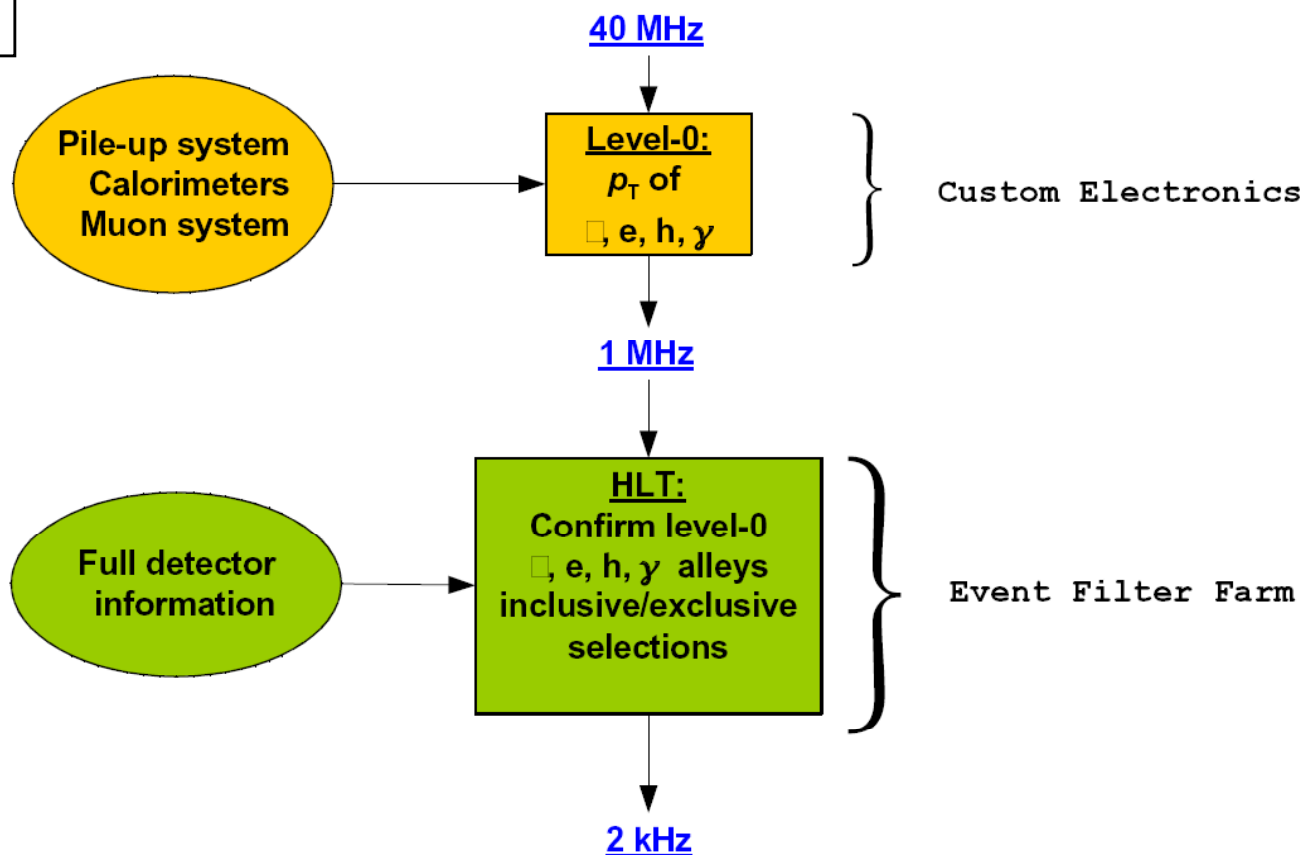 40 MHz
Pile-up system
Calorimeters
Muon system
Level-0:
pT of
□, e, h, γ
Custom Electronics
1 MHz
Full detector
information
HLT:
Confirm level-0
□, e, h, γ alleys
inclusive/exclusive
selections
Event Filter Farm
2 kHz